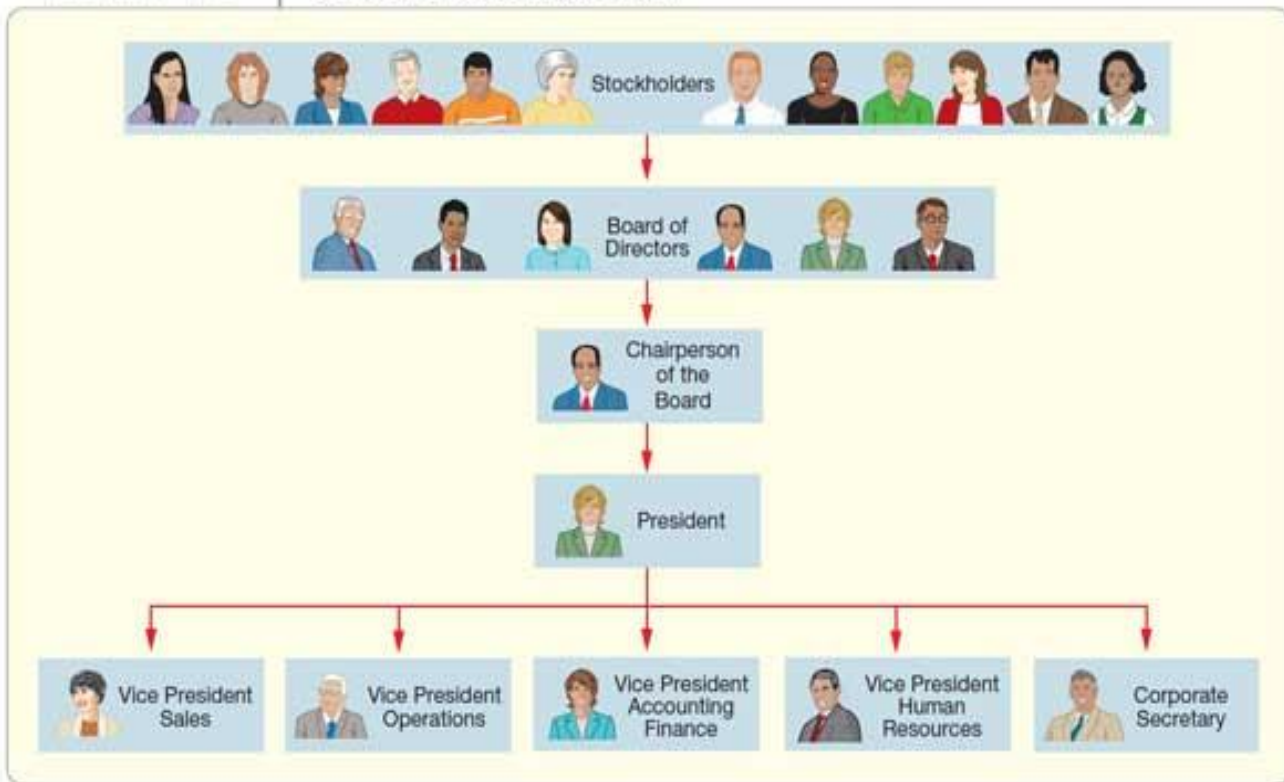 Stockholders
Board of
Directors
Chairperson
of the
Board
President
Vice President
Sales
Vice President
Operations
Vice President
Accounting
Finance
Vice President
Human
Resources
Corporate
Secretary